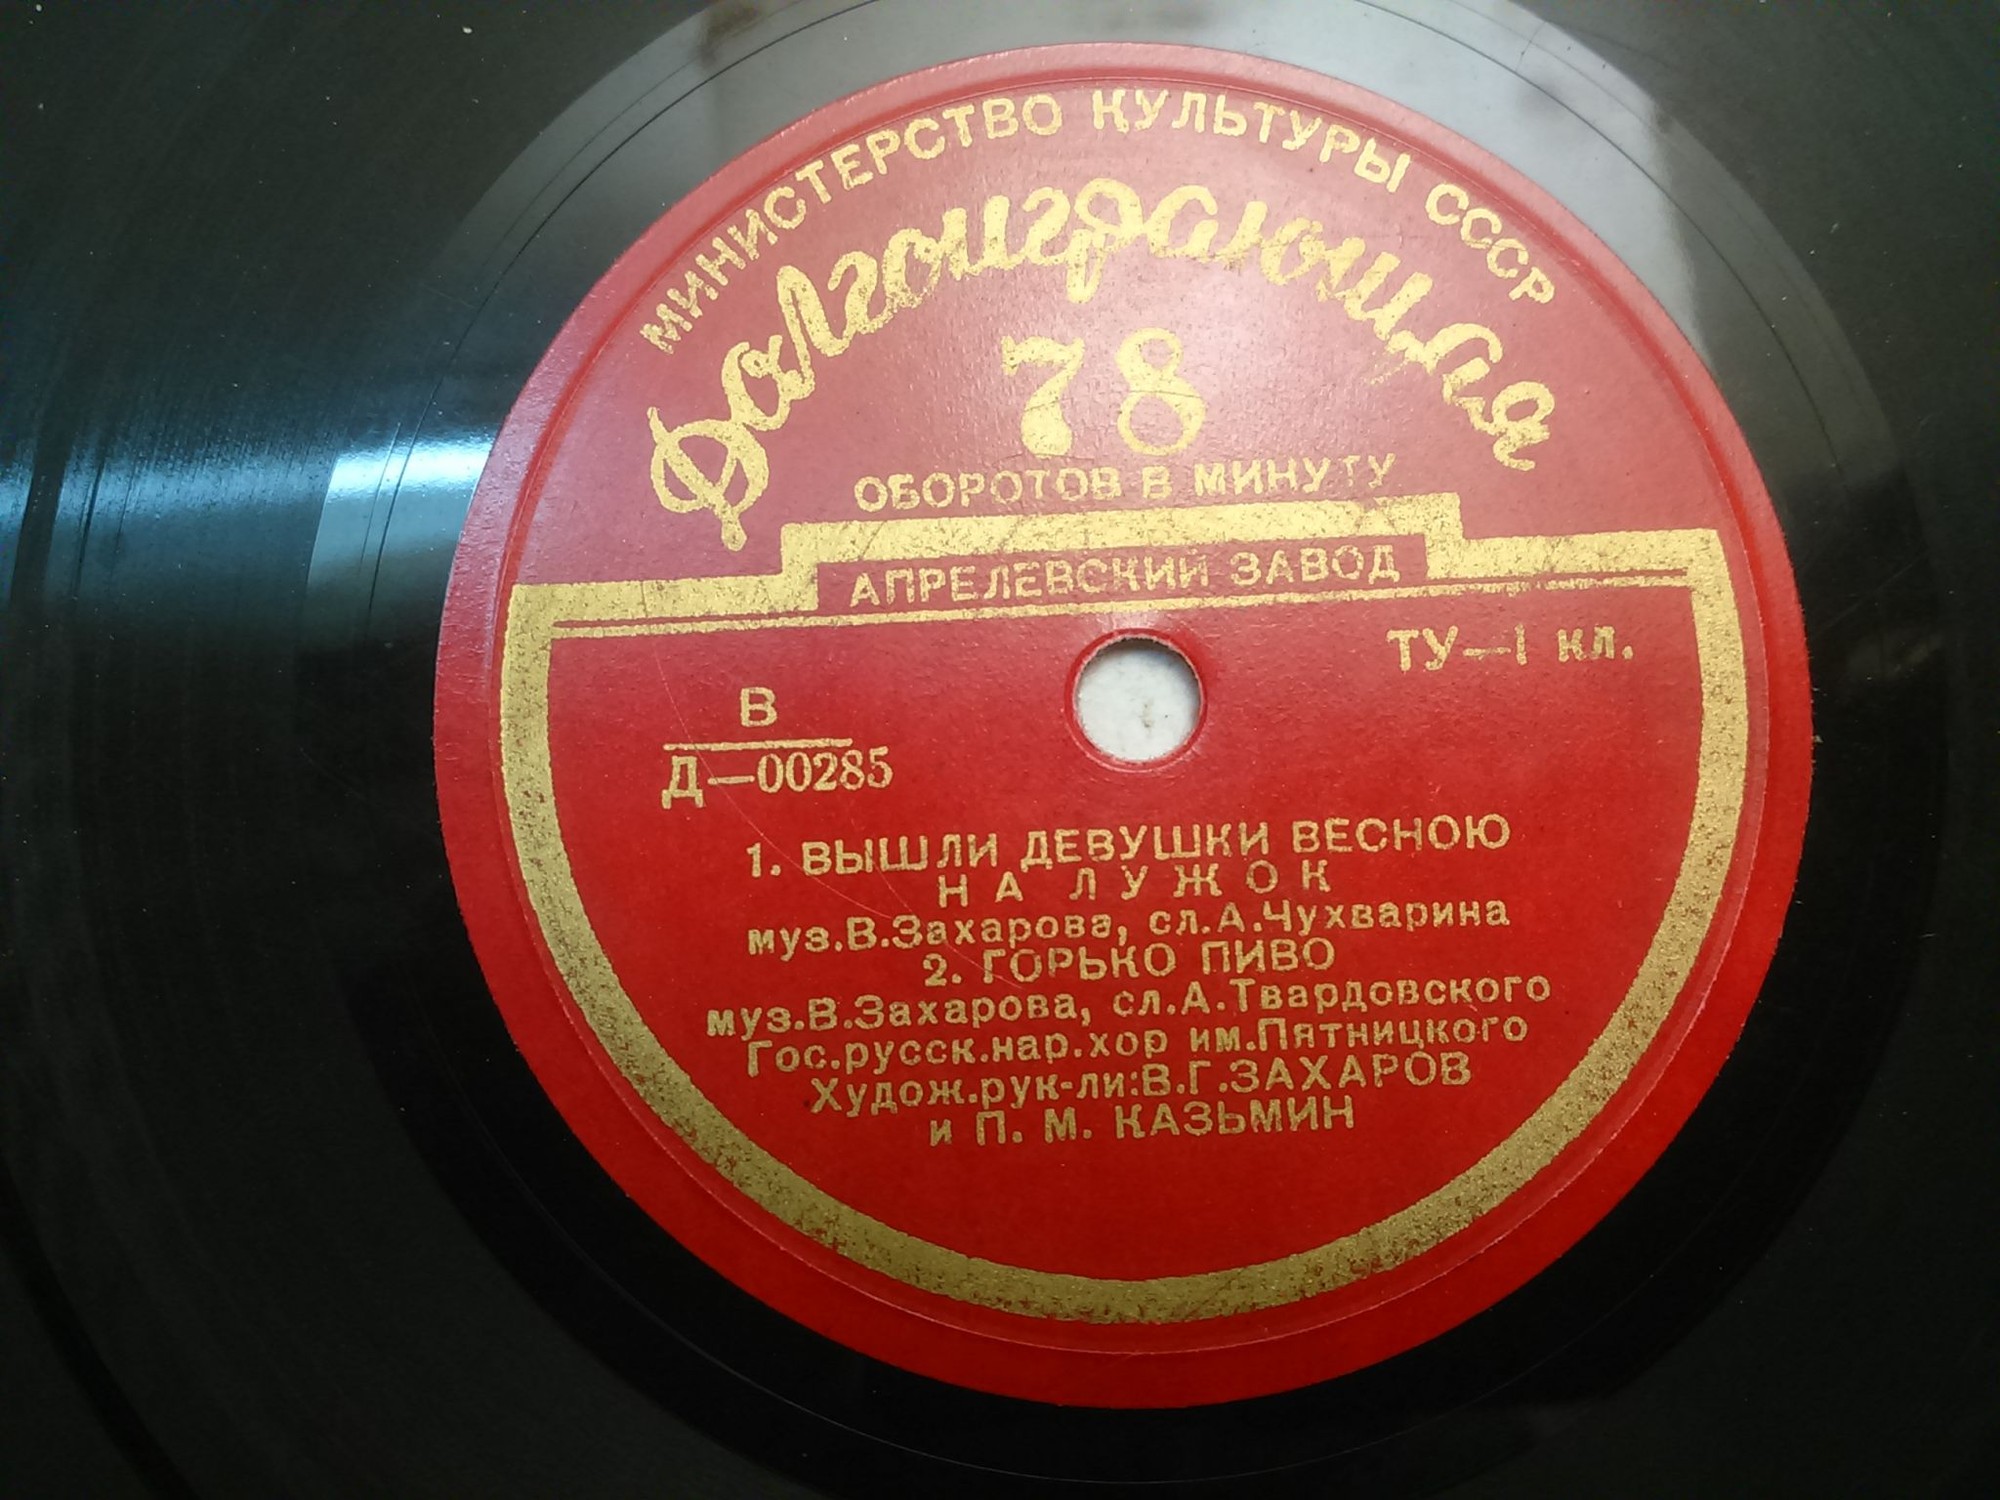 МИНИСТЕРСТВО КУЛЬТУРЫ СССР
Долгоиграющая
78
ОБОРОТОВ В МИНУТУ
АПРЕЛЕВСКИЙ ЗАВОД
ТУ—1 кл.
В
Д—00285
1. ВЫШЛИ ДЕВУШКИ ВЕСНОЮ
НА ЛУЖОК
муз.В.Захарова, сл.А.Чухварина
2. ГОРЬКО ПИВО
муз.В.Захарова, сл.А.Твардовского
Гос.русск.нар.хор им.Пятницкого
Худож.рук-ли:В.Г.ЗАХАРОВ
и П. М. КАЗЬМИН